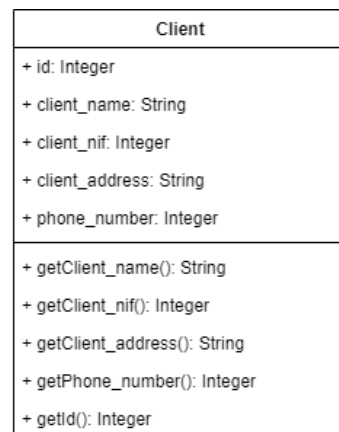 Client
+ id: Integer
+ client_name: String
+ client_nif: Integer
+ client_address: String
+ phone_number: Integer
+ getClient_name(): String
+ getClient_nif(): Integer
+ getClient_address(): String
+ getPhone_number(): Integer
+ getId(): Integer